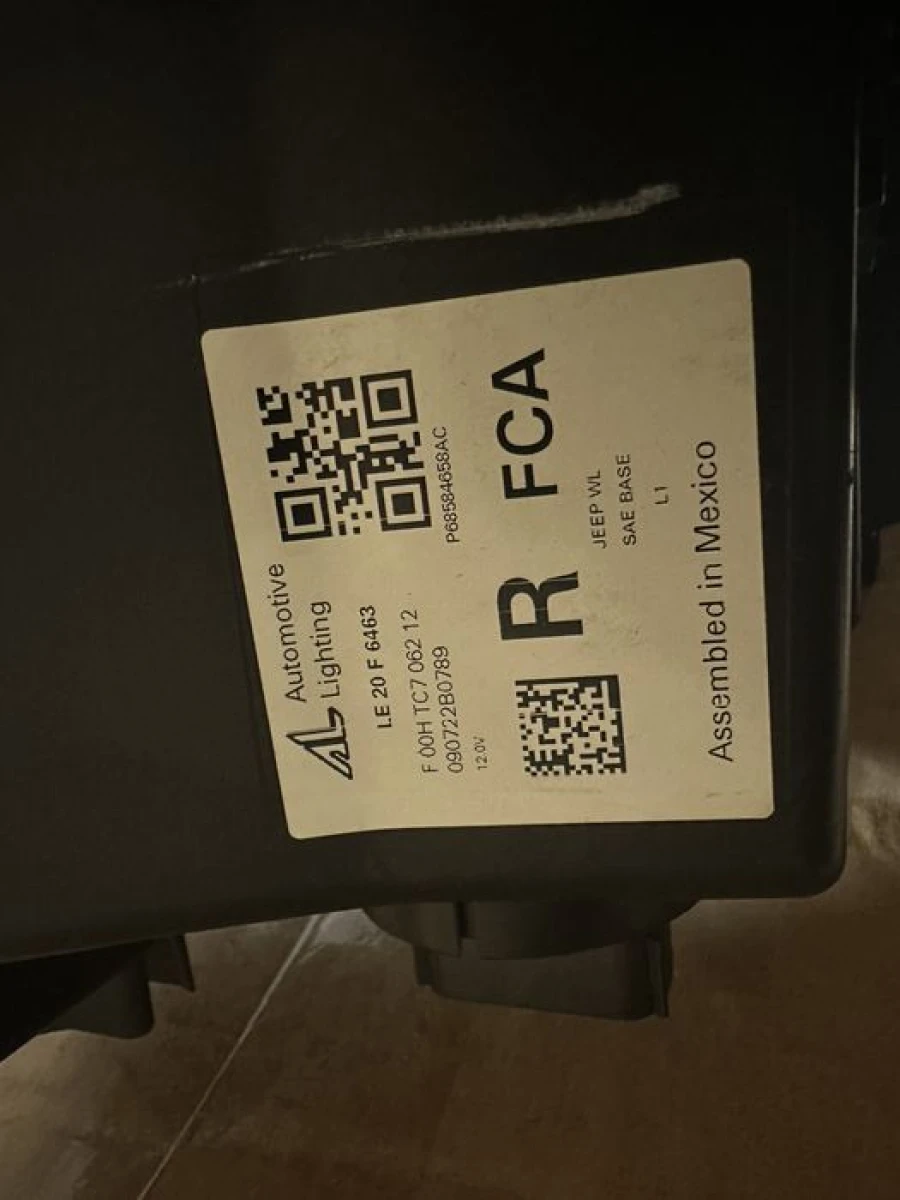 Automotive
Lighting
LE 20 F 6463
F 00H TC7 062 12
090722B0789
12.0V
P68584658AC
R FCA
JEEP WL
SAE BASE
L1
Assembled in Mexico